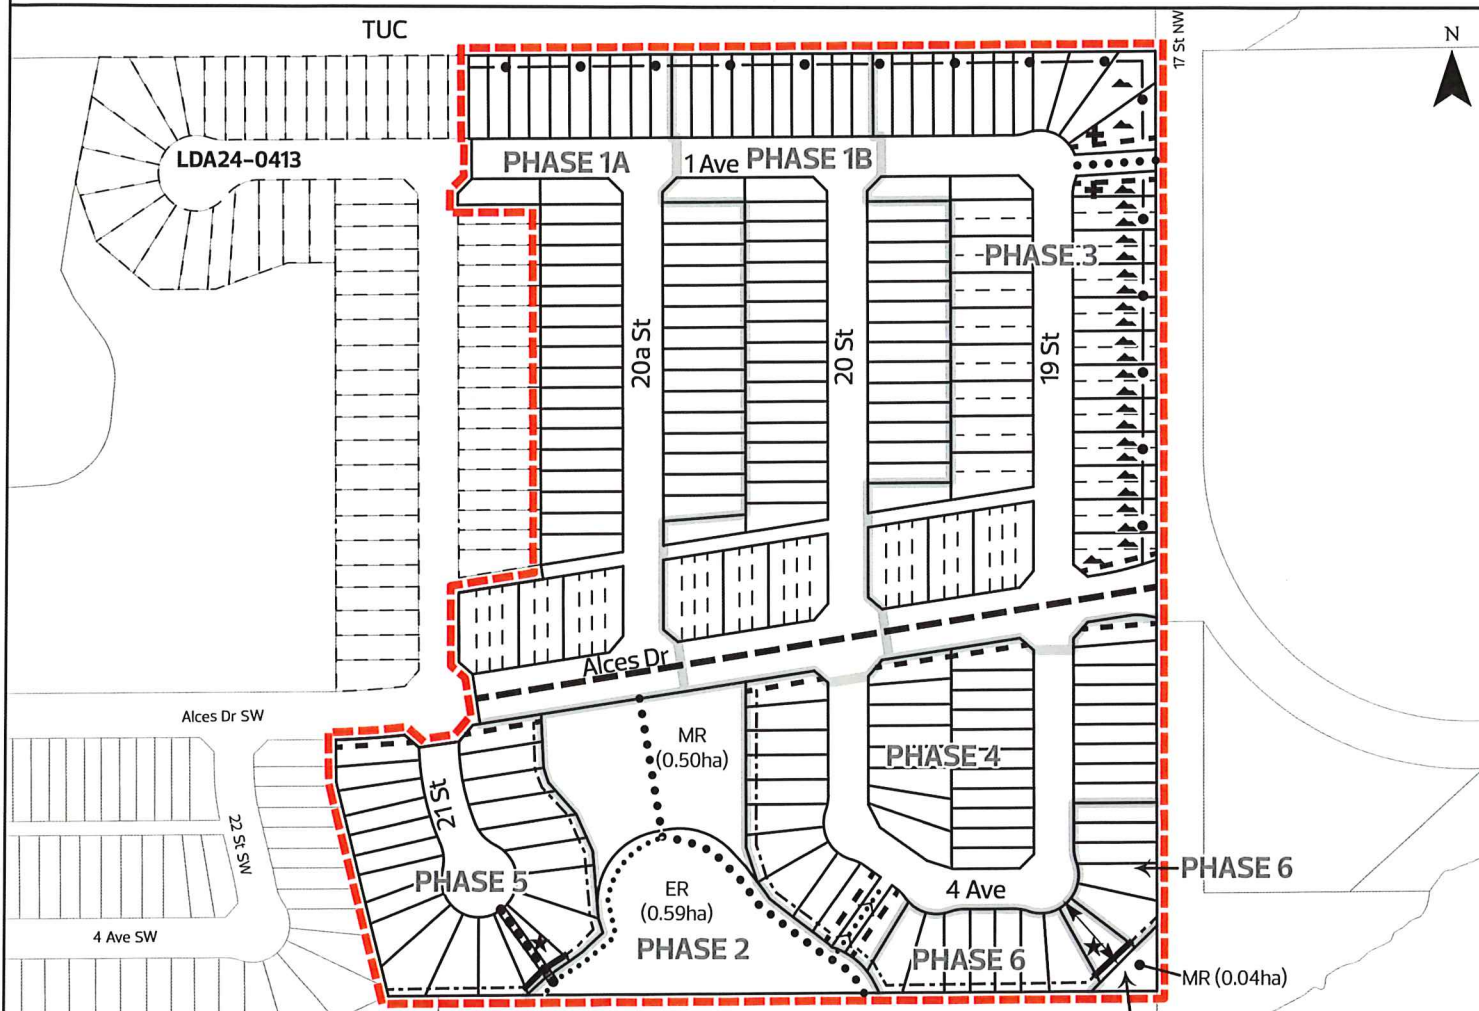 TUC
17 St NW
N
LDA24-0413
PHASE 1A
1 Ave
PHASE 1B
PHASE 3
20a St
20 St
19 St
Alces Dr
Alces Dr SW
MR
(0.50ha)
PHASE 4
21 St
22 St SW
PHASE 5
ER
(0.59ha)
4 Ave
PHASE 6
4 Ave SW
PHASE 2
PHASE 6
MR (0.04ha)